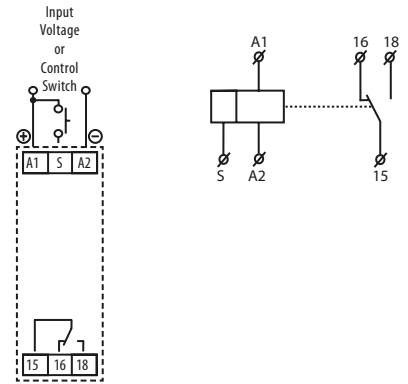 Input
Voltage
or
Control
Switch
A1
16 18
+ −
A1 S A2
S A2
15
15 16 18